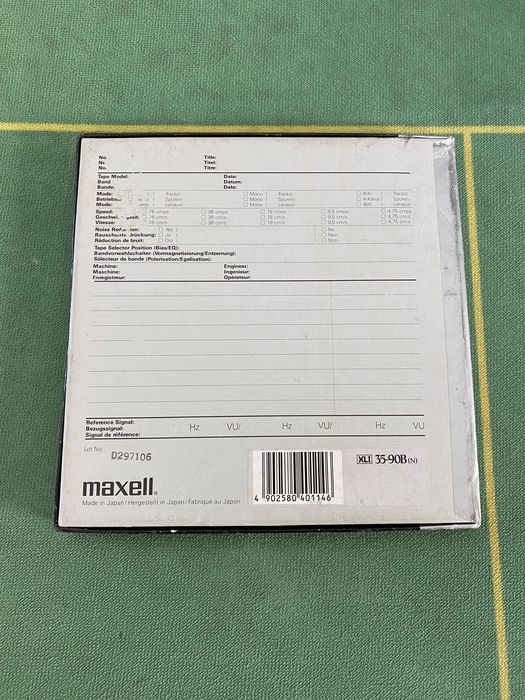 No. Title:
Nr. Titel:
No. Titre:
Tape Model: Date:
Band Datum:
Bande: Date:
Mode: ( Tracks) Mono ( Tracks) 4ch ( Tracks)
Betriebs Spuren) Mono ( Spuren) 4 Kanal ( Spuren)
Mode: canaux) Mono ( canaux) 4ch ( canaux)
Speed: 76 cmps 38 cmps 19 cmps 9.5 cmps 4.75 cmps
76 cm/s 38 cm/s 19 cm/s 9,5 cm/s 4,75 cm/s
Vitesse: 76 cm/s 38 cm/s 19 cm/s 9,5 cm/s 4,75 cm/s
Noise Yes ( ) No
Ja ( ) Nein
Réduction de bruit: Oui ( ) Non
Tape Selector Position (Bias/EQ):
Bandvorwahlschalter (Vormagnetisierung/Entzerrung):
Sélecteur de bande (Polarisation/Egalisation):
Machine: Engineer:
Maschine: Ingenieur:
Enregistreur: Opérateur:
Reference Signal:
Bezugssignal: Hz VU/ Hz VU/ Hz VU
Signal de référence:
Lot No D297106
XLI 35-90B(N)
maxell®
4 902580 401146
Made in Japan/Hergestellt in Japan/Fabriqué au Japon